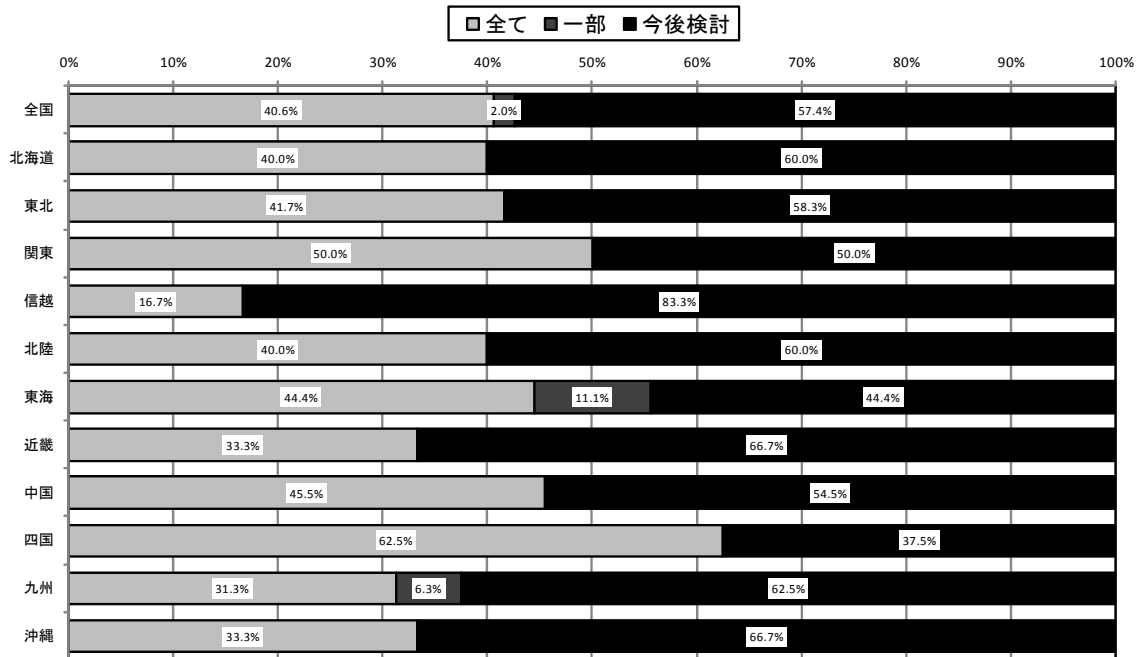 全て 一部 今後検討
0% 10% 20% 30% 40% 50% 60% 70% 80% 90% 100%
全国 40.6% 2.0% 57.4%
北海道 40.0% 60.0%
東北 41.7% 58.3%
関東 50.0% 50.0%
信越 16.7% 83.3%
北陸 40.0% 60.0%
東海 44.4% 11.1% 44.4%
近畿 33.3% 66.7%
中国 45.5% 54.5%
四国 62.5% 37.5%
九州 31.3% 6.3% 62.5%
沖縄 33.3% 66.7%